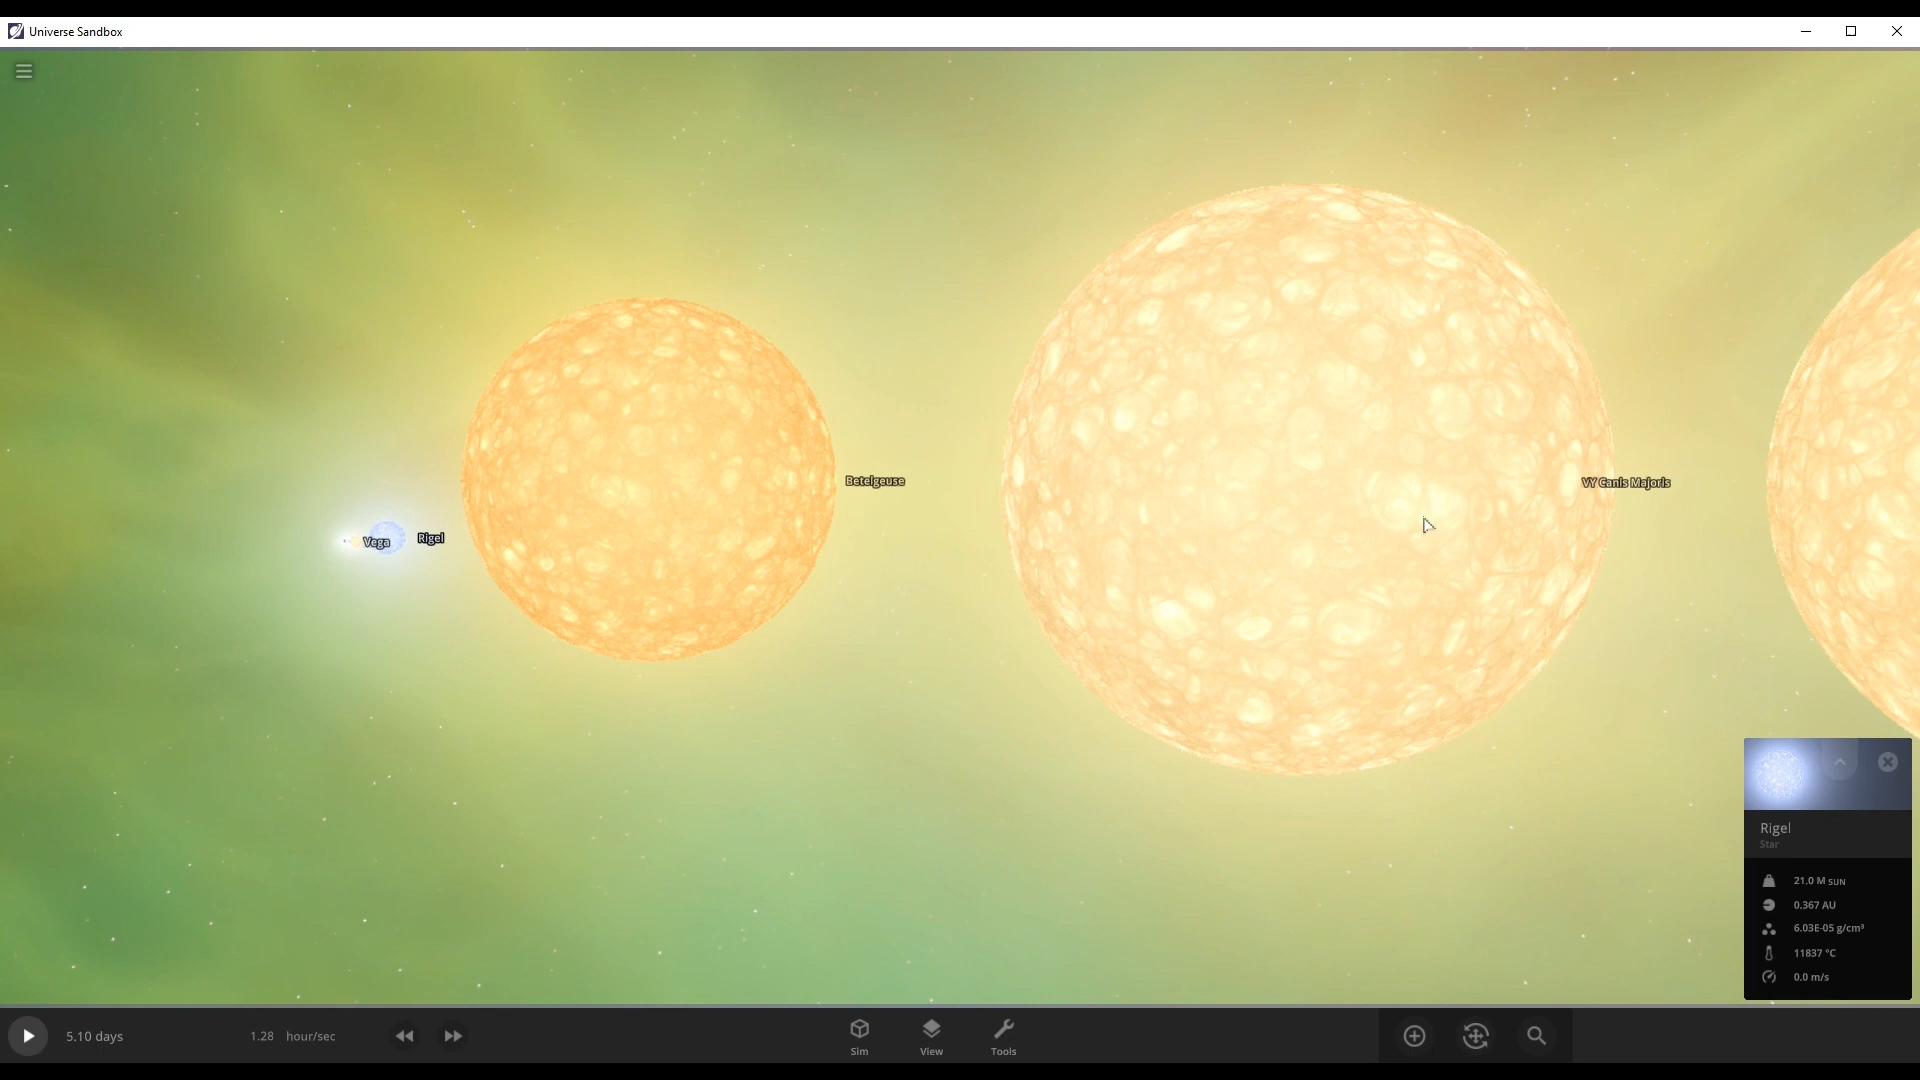 Universe Sandbox
Betelgeuse
VY Canis Majoris
Vega
Rigel
Rigel
Star
21.0 M SUN
0.367 AU
6.03E-05 g/cm³
11837 °C
0.0 m/s
5.10 days
1.28 hour/sec
Sim
View
Tools